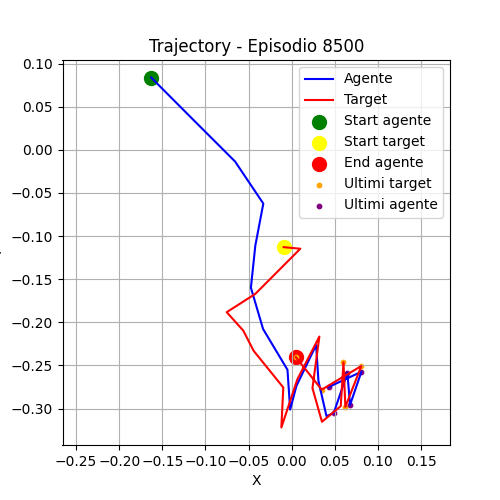 Trajectory - Episodio 8500
Agente
Target
Start agente
Start target
End agente
Ultimi target
Ultimi agente
0.10
0.05
0.00
−0.05
−0.10
−0.15
−0.20
−0.25
−0.30
−0.25 −0.20 −0.15 −0.10 −0.05 0.00 0.05 0.10 0.15
X